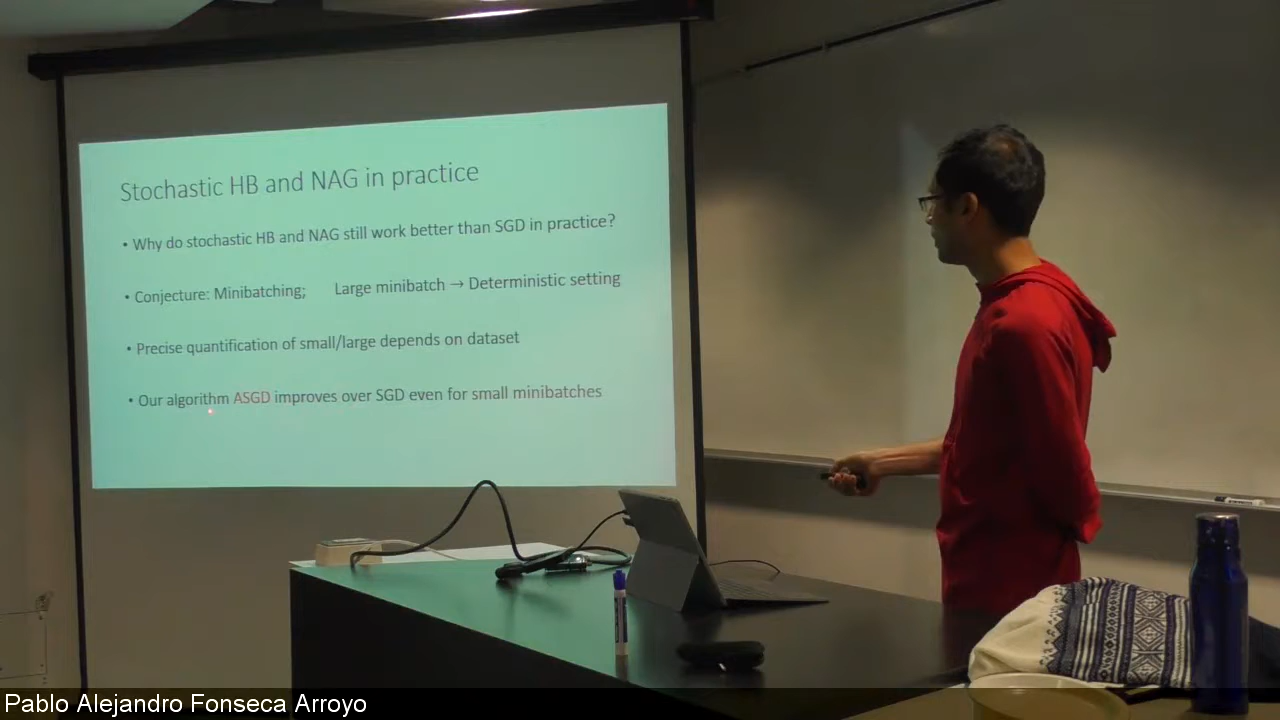 Stochastic HB and NAG in practice
• Why do stochastic HB and NAG still work better than SGD in practice?
• Conjecture: Minibatching; Large minibatch → Deterministic setting
• Precise quantification of small/large depends on dataset
• Our algorithm ASGD improves over SGD even for small minibatches
Pablo Alejandro Fonseca Arroyo